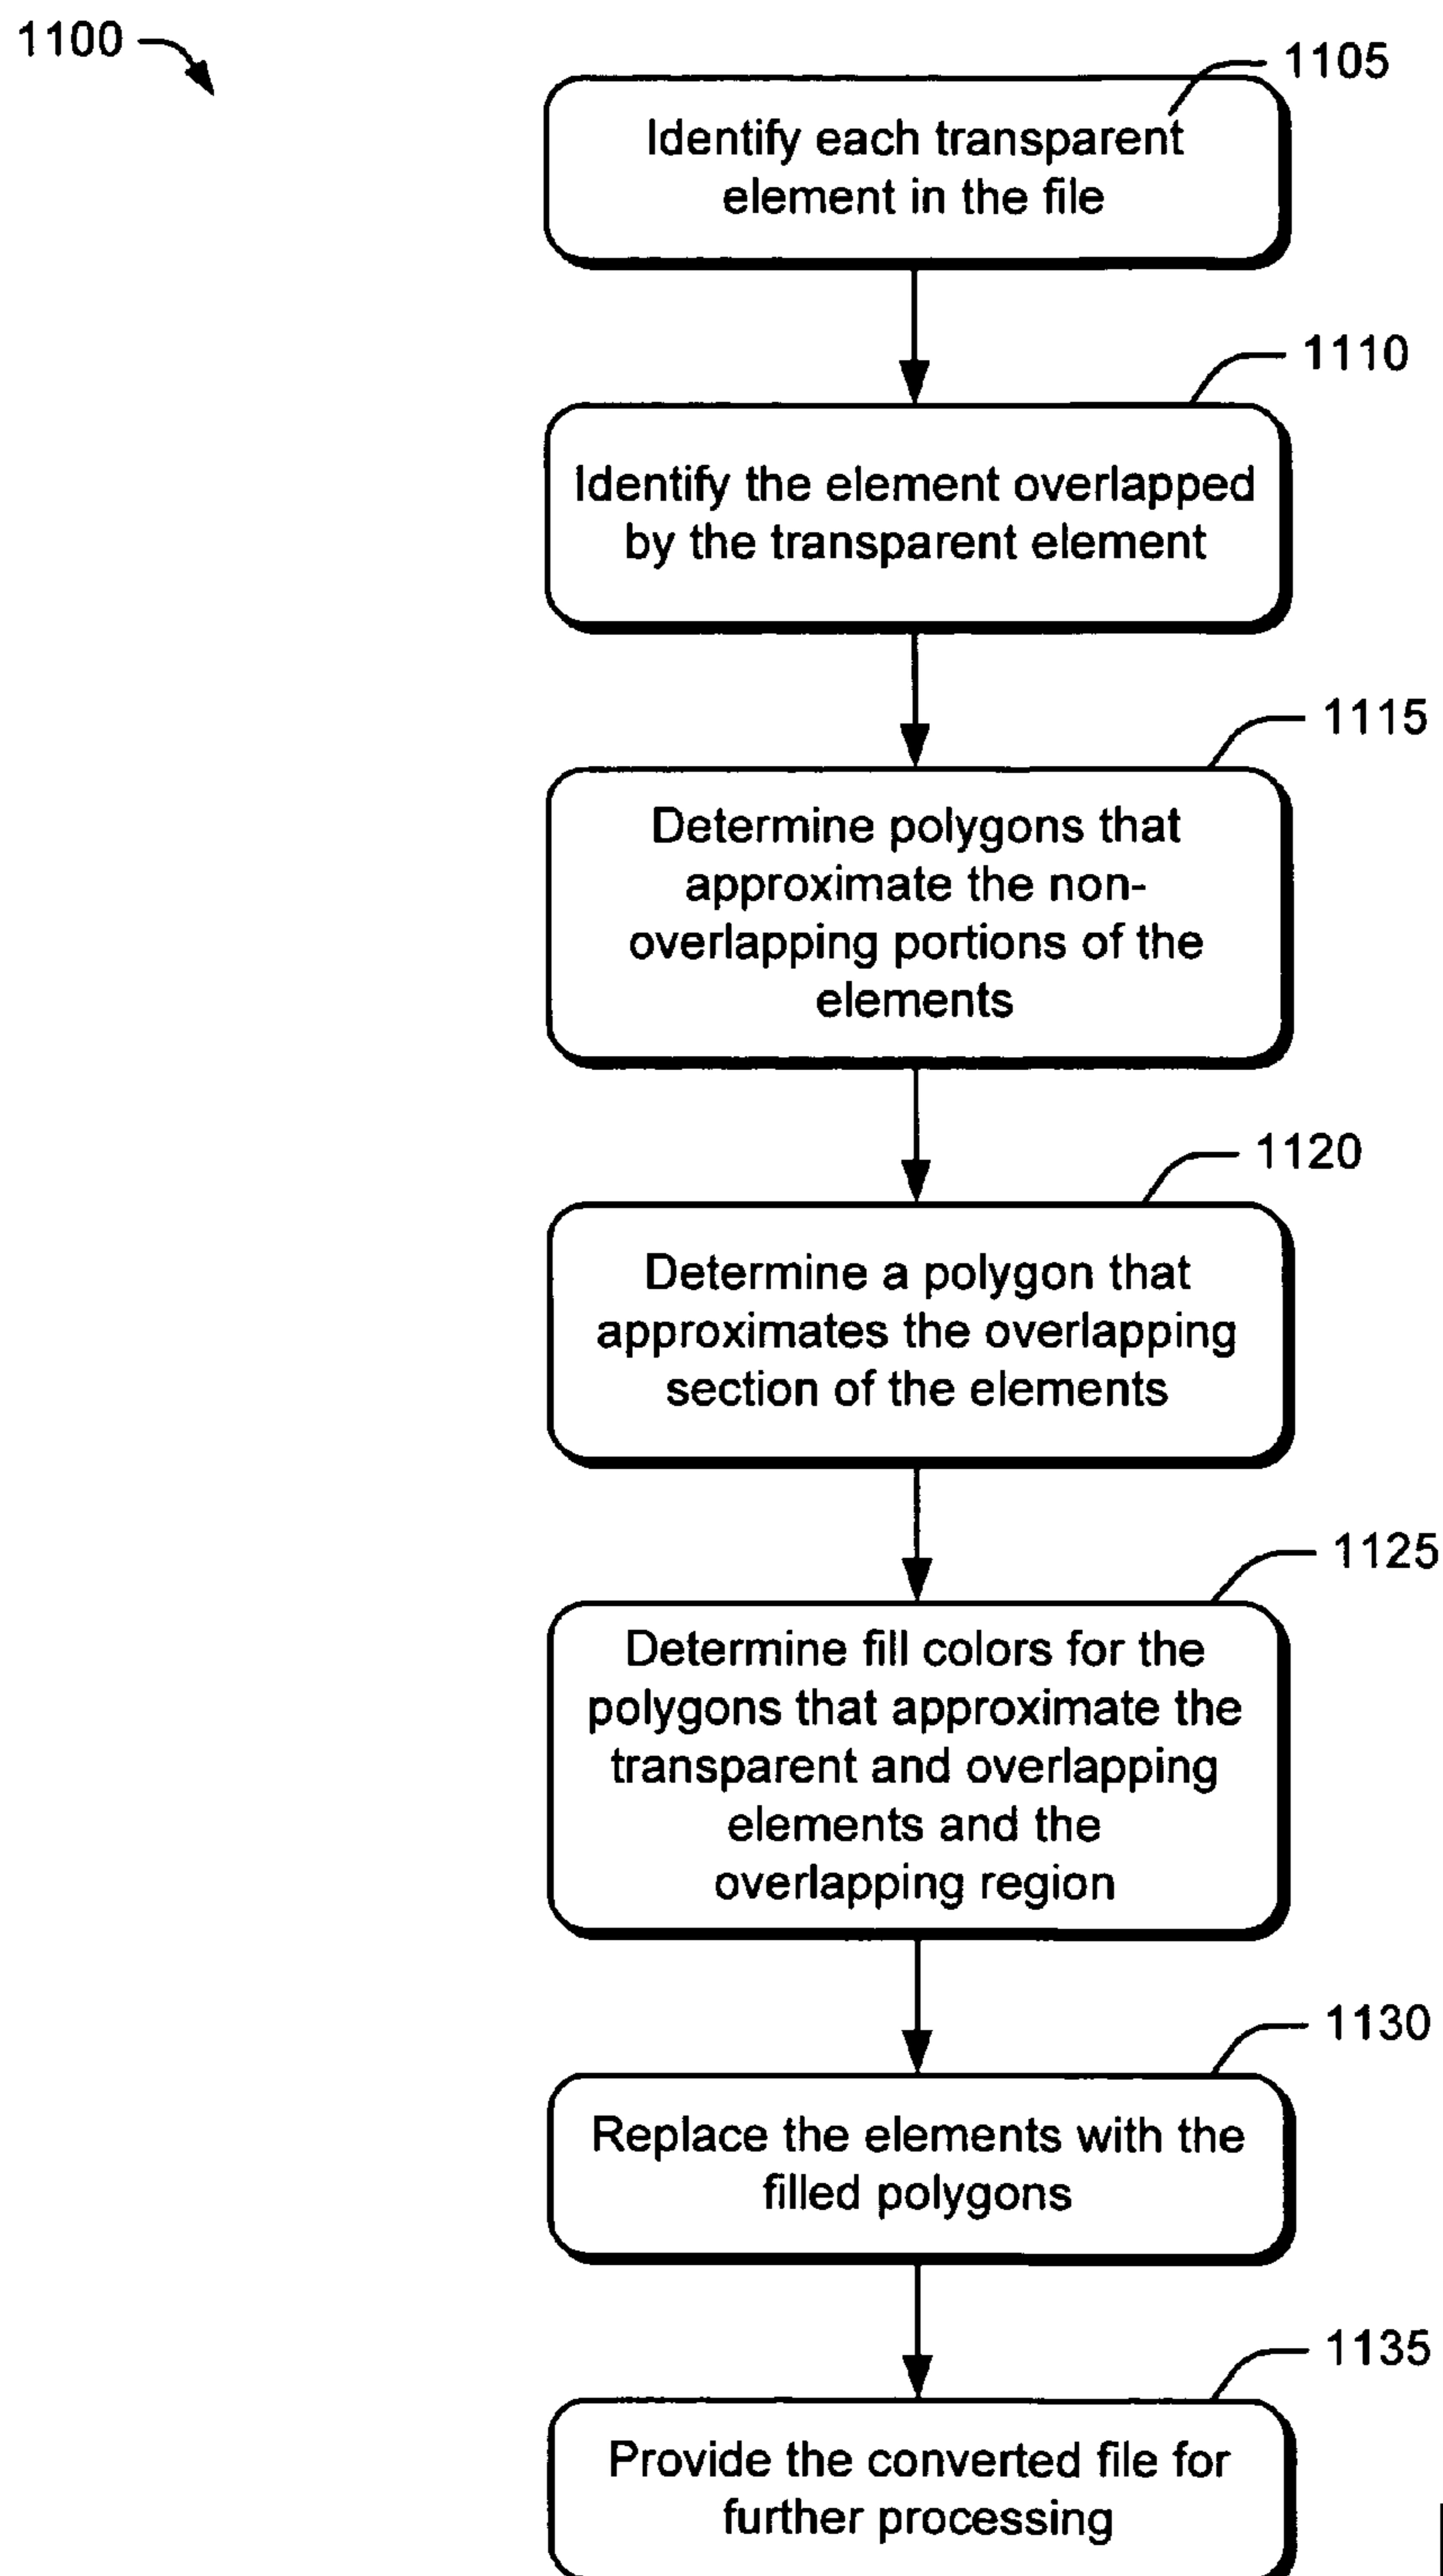 1100
1105
Identify each transparent
element in the file
1110
Identify the element overlapped
by the transparent element
1115
Determine polygons that
approximate the non-
overlapping portions of the
elements
1120
Determine a polygon that
approximates the overlapping
section of the elements
1125
Determine fill colors for the
polygons that approximate the
transparent and overlapping
elements and the
overlapping region
1130
Replace the elements with the
filled polygons
1135
Provide the converted file for
further processing